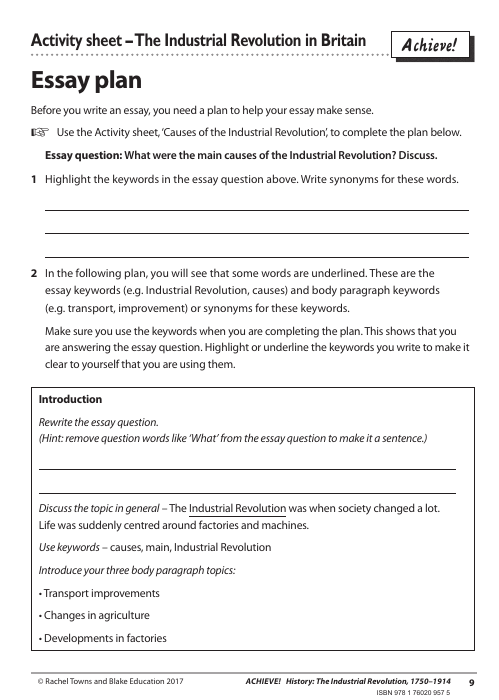 Activity sheet – The Industrial Revolution in Britain
Achieve!
Essay plan
Before you write an essay, you need a plan to help your essay make sense.
Use the Activity sheet, 'Causes of the Industrial Revolution', to complete the plan below.
Essay question: What were the main causes of the Industrial Revolution? Discuss.
1 Highlight the keywords in the essay question above. Write synonyms for these words.
2 In the following plan, you will see that some words are underlined. These are the
essay keywords (e.g. Industrial Revolution, causes) and body paragraph keywords
(e.g. transport, improvement) or synonyms for these keywords.
Make sure you use the keywords when you are completing the plan. This shows that you
are answering the essay question. Highlight or underline the keywords you write to make it
clear to yourself that you are using them.
Introduction
Rewrite the essay question.
(Hint: remove question words like 'What' from the essay question to make it a sentence.)
Discuss the topic in general – The Industrial Revolution was when society changed a lot.
Life was suddenly centred around factories and machines.
Use keywords – causes, main, Industrial Revolution
Introduce your three body paragraph topics:
• Transport improvements
• Changes in agriculture
• Developments in factories
© Rachel Towns and Blake Education 2017
ACHIEVE! History: The Industrial Revolution, 1750–1914
9
ISBN 978 1 76020 957 5